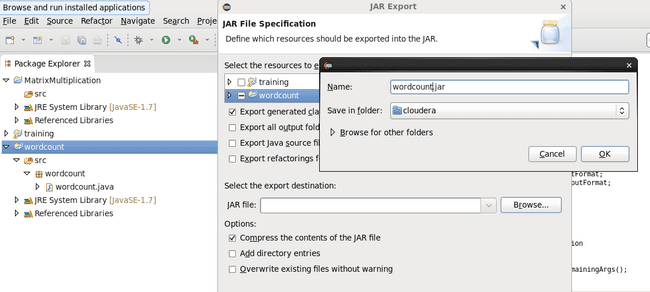 Browse and run installed applications
File Edit Source Refactor Navigate Search Pro
Package Explorer
MatrixMultiplication
src
JRE System Library [JavaSE-1.7]
Referenced Libraries
training
wordcount
src
wordcount
wordcount.java
JRE System Library [JavaSE-1.7]
Referenced Libraries
JAR Export
JAR File Specification
Define which resources should be exported into the JAR.
Select the resources to e
training
wordcount
Export generated cla
Export all output fold
Export Java source f
Export refactorings f
Name: wordcount.jar
Save in folder: cloudera
Browse for other folders
Cancel OK
Select the export destination:
JAR file: Browse...
Options:
Compress the contents of the JAR file
Add directory entries
Overwrite existing files without warning
tFormat;
outFormat;
ion
mainingArgs();